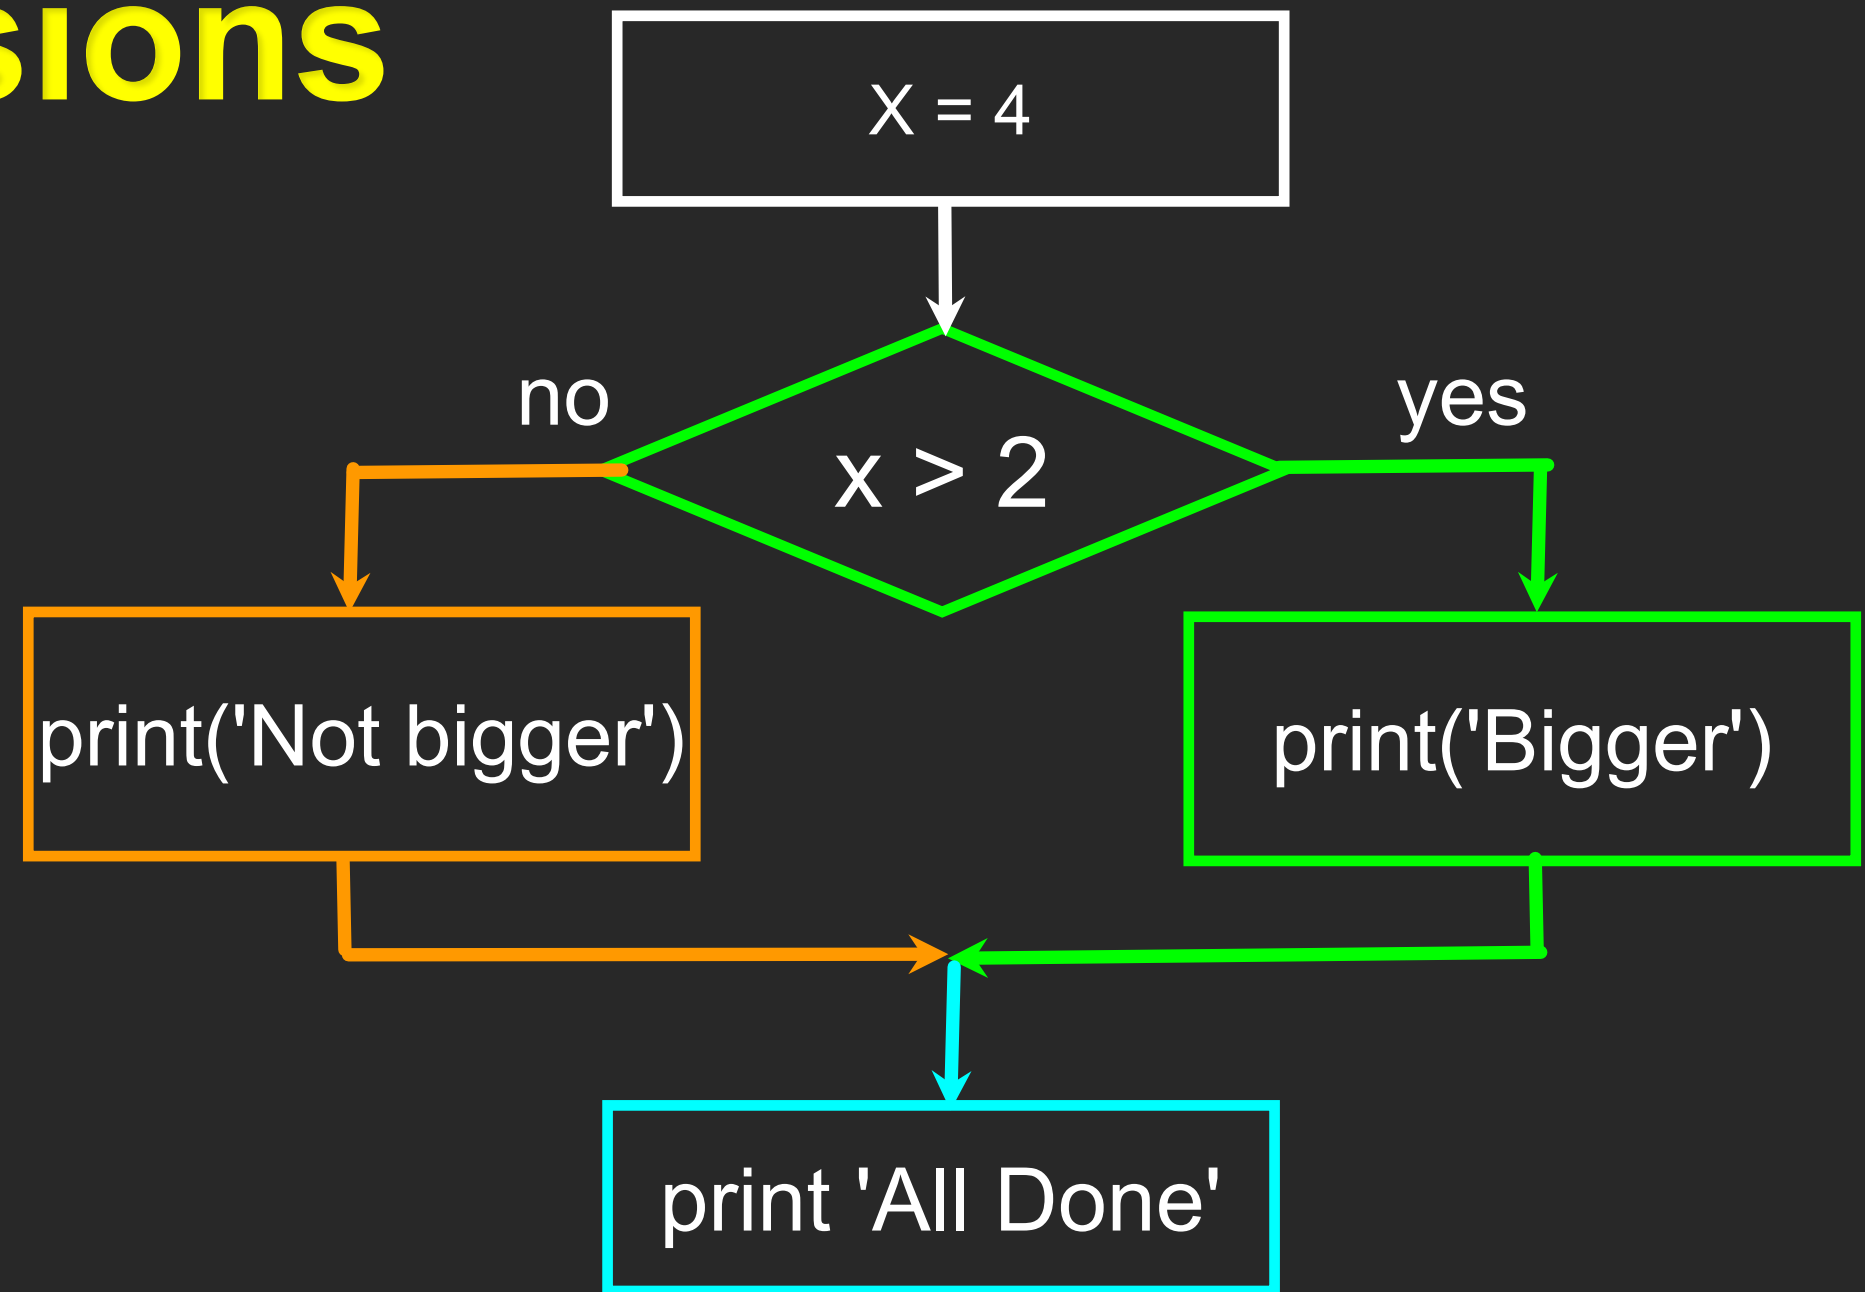 sions
X = 4
no
yes
x > 2
print('Not bigger')
print('Bigger')
print 'All Done'